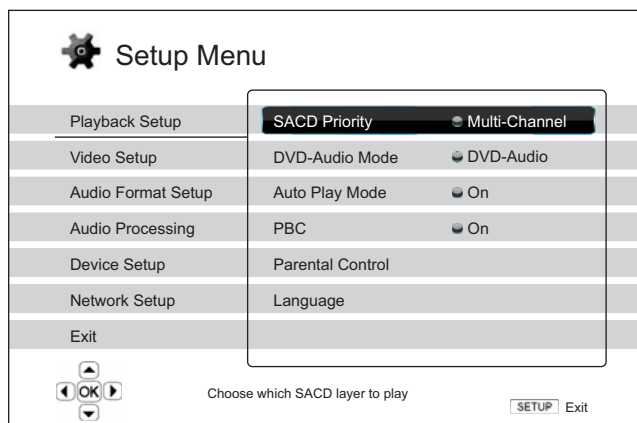 Setup Menu
Playback Setup
SACD Priority Multi-Channel
Video Setup
DVD-Audio Mode DVD-Audio
Audio Format Setup
Auto Play Mode On
Audio Processing
PBC On
Device Setup
Parental Control
Network Setup
Language
Exit
OK
Choose which SACD layer to play
SETUP Exit